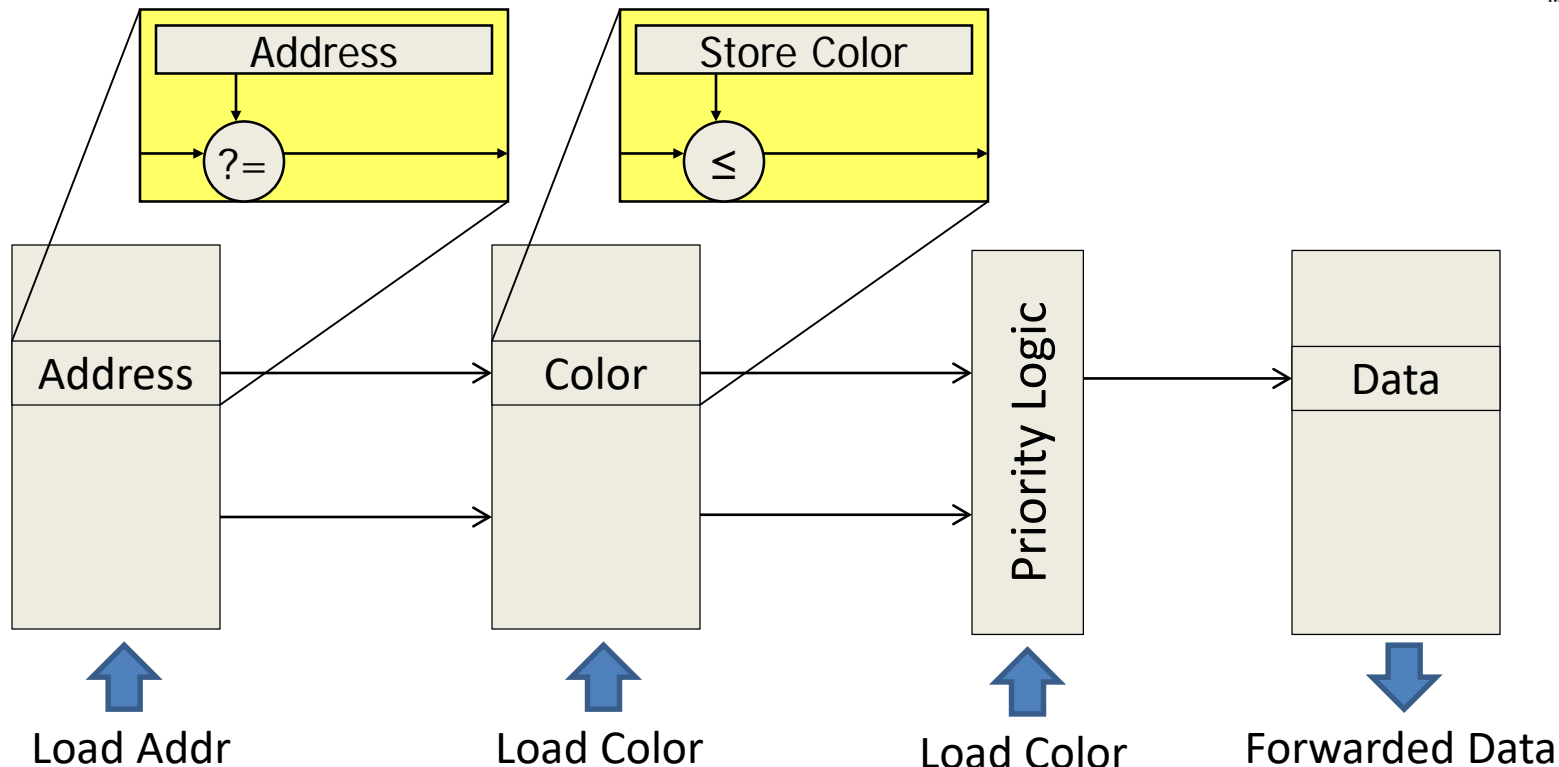 Address
Store Color
?=
≤
Address
Color
Priority Logic
Data
Load Addr
Load Color
Load Color
Forwarded Data